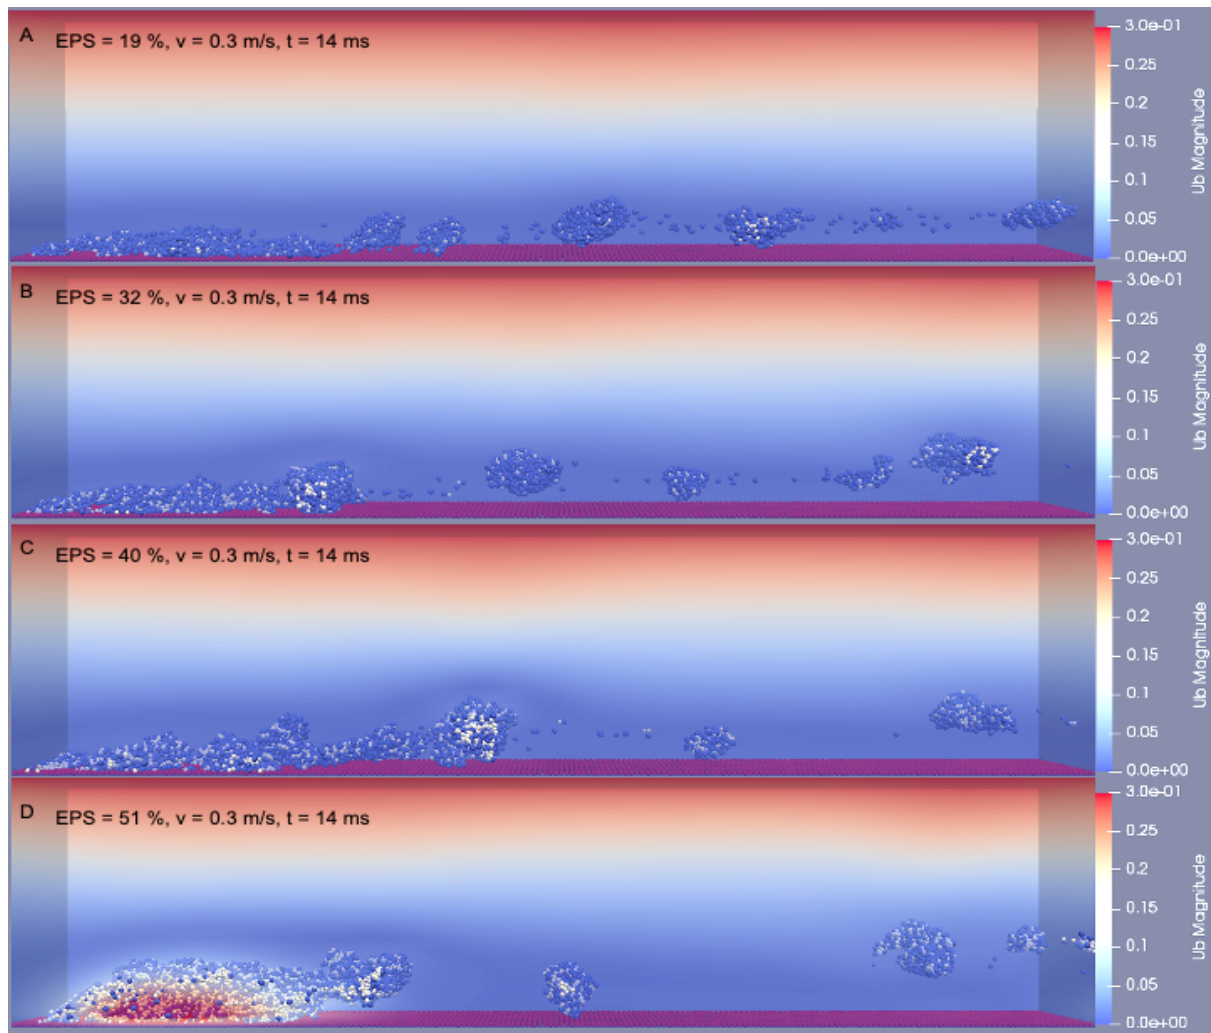 A
EPS = 19 %, v = 0.3 m/s, t = 14 ms
3.0e-01
0.25
0.2
0.15
0.1
0.05
0.0e+00
Ub Magnitude
B
EPS = 32 %, v = 0.3 m/s, t = 14 ms
3.0e-01
0.25
0.2
0.15
0.1
0.05
0.0e+00
Ub Magnitude
C
EPS = 40 %, v = 0.3 m/s, t = 14 ms
3.0e-01
0.25
0.2
0.15
0.1
0.05
0.0e+00
Ub Magnitude
D
EPS = 51 %, v = 0.3 m/s, t = 14 ms
3.0e-01
0.25
0.2
0.15
0.1
0.05
0.0e+00
Ub Magnitude